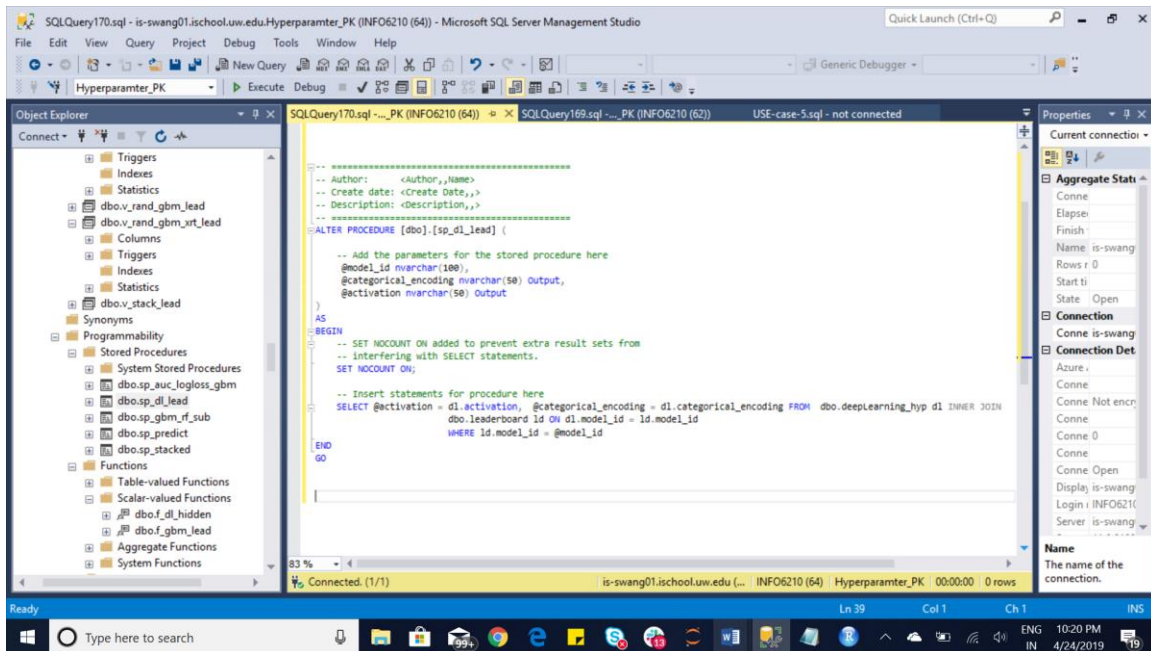 SQLQuery170.sql - is-swang01.ischool.uw.edu.Hyperparamter_PK (INFO6210 (64)) - Microsoft SQL Server Management Studio
Quick Launch (Ctrl+Q)
File Edit View Query Project Debug Tools Window Help
New Query
Generic Debugger
Hyperparamter_PK
Execute Debug
Object Explorer
Connect
Triggers
Indexes
Statistics
dbo.v_rand_gbm_lead
dbo.v_rand_gbm_xrt_lead
Columns
Triggers
Indexes
Statistics
dbo.v_stack_lead
Synonyms
Programmability
Stored Procedures
System Stored Procedures
dbo.sp_auc_logloss_gbm
dbo.sp_dl_lead
dbo.sp_gbm_rf_sub
dbo.sp_predict
dbo.sp_stacked
Functions
Table-valued Functions
Scalar-valued Functions
dbo.f_dl_hidden
dbo.f_gbm_lead
Aggregate Functions
System Functions
SQLQuery170.sql -..._PK (INFO6210 (64)) SQLQuery169.sql -..._PK (INFO6210 (62)) USE-case-5.sql - not connected
-- =============================================
-- Author: <Author,,Name>
-- Create date: <Create Date,,>
-- Description: <Description,,>
-- =============================================
ALTER PROCEDURE [dbo].[sp_dl_lead] (
-- Add the parameters for the stored procedure here
@model_id nvarchar(100),
@categorical_encoding nvarchar(50) Output,
@activation nvarchar(50) Output
)
AS
BEGIN
-- SET NOCOUNT ON added to prevent extra result sets from
-- interfering with SELECT statements.
SET NOCOUNT ON;
-- Insert statements for procedure here
SELECT @activation = dl.activation, @categorical_encoding = dl.categorical_encoding FROM dbo.deepLearning_hyp dl INNER JOIN
dbo.leaderboard ld ON dl.model_id = ld.model_id
WHERE ld.model_id = @model_id
END
GO
83 %
Connected. (1/1) is-swang01.ischool.uw.edu (... INFO6210 (64) Hyperparamter_PK 00:00:00 0 rows
Properties
Current connectio
Aggregate Statu
Conne
Elapse
Finish
Name is-swang
Rows r 0
Start ti
State Open
Connection
Conne is-swang
Connection Det
Azure
Conne
Conne Not encry
Conne
Conne 0
Conne
Conne Open
Display is-swang
Login INFO621
Server is-swang
Name
The name of the
connection.
Ready Ln 39 Col 1 Ch 1 INS
Type here to search
99+
13
ENG
IN
10:20 PM
4/24/2019
19